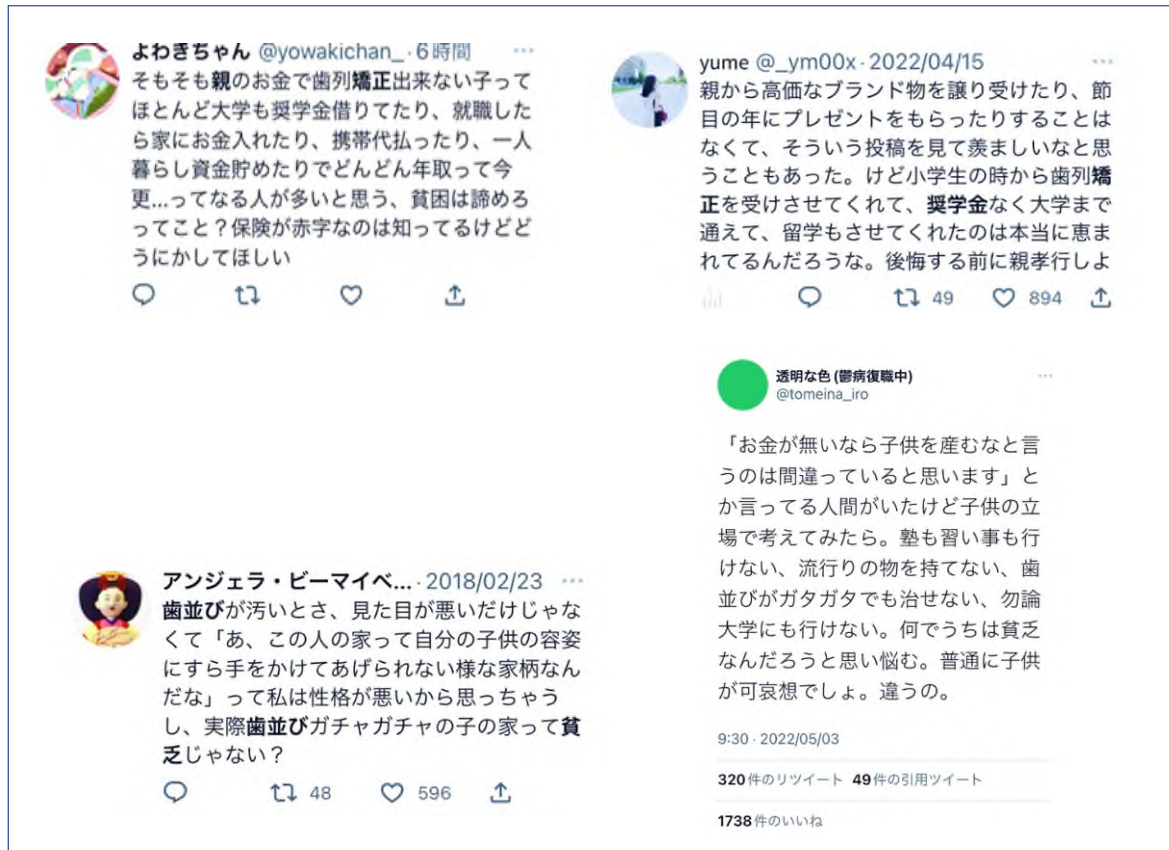 よわきちゃん @yowakichan_・6時間
そもそも親のお金で歯列矯正出来ない子って
ほとんど大学も奨学金借りてたり、就職した
ら家にお金入れたり、携帯代払ったり、一人
暮らし資金貯めたりでどんどん年取って今
更...ってなる人が多いと思う、貧困は諦めろ
ってこと？保険が赤字なのは知ってるけどど
うにかしてほしい
yume @_ym00x・2022/04/15
親から高価なブランド物を譲り受けたり、節
目の年にプレゼントをもらったりすることは
なくて、そういう投稿を見て羨ましいなと思
うこともあった。けど小学生の時から歯列矯
正を受けさせてくれて、奨学金なく大学まで
通えて、留学もさせてくれたのは本当に恵ま
れてるんだろうな。後悔する前に親孝行しよ
49 894
透明な色 (鬱病復職中)
@tomeina_iro
「お金が無いなら子供を産むなと言
うのは間違っていると思います」と
か言ってる人間がいたけど子供の立
場で考えてみたら。塾も習い事も行
けない、流行りの物を持てない、歯
並びがガタガタでも治せない、勿論
大学にも行けない。何でうちは貧乏
なんだろうと思い悩む。普通に子供
が可哀想でしょ。違うの。
9:30・2022/05/03
320件のリツイート 49件の引用ツイート
1738件のいいね
アンジェラ・ビーマイベ...・2018/02/23
歯並びが汚いとさ、見た目が悪いだけじゃな
くて「あ、この人の家って自分の子供の容姿
にすら手をかけてあげられない様な家柄なん
だな」って私は性格が悪いから思っちゃう
し、実際歯並びガチャガチャの子の家って貧
乏じゃない？
48 596